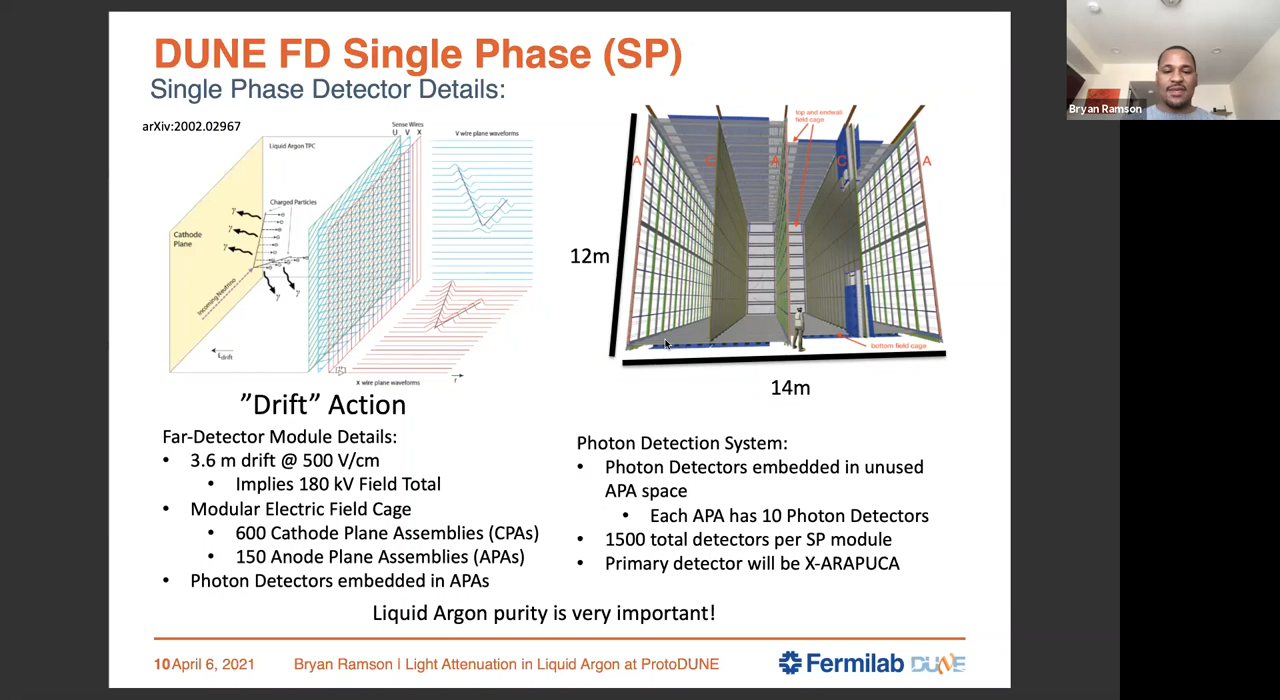 DUNE FD Single Phase (SP)
Single Phase Detector Details:
arXiv:2002.02967
Sense Wires
U V X
V wire plane waveforms
Liquid Argon TPC
Charged Particles
Cathode
Plane
γ
γ
γ
γ
γ
Incoming Neutrino
Edrift
X wire plane waveforms
t
top and endwall
field cage
A C A C A
12m
bottom field cage
14m
”Drift” Action
Far-Detector Module Details:
• 3.6 m drift @ 500 V/cm
• Implies 180 kV Field Total
• Modular Electric Field Cage
• 600 Cathode Plane Assemblies (CPAs)
• 150 Anode Plane Assemblies (APAs)
• Photon Detectors embedded in APAs
Photon Detection System:
• Photon Detectors embedded in unused
APA space
• Each APA has 10 Photon Detectors
• 1500 total detectors per SP module
• Primary detector will be X-ARAPUCA
Liquid Argon purity is very important!
10 April 6, 2021 Bryan Ramson | Light Attenuation in Liquid Argon at ProtoDUNE Fermilab DUNE
Bryan Ramson